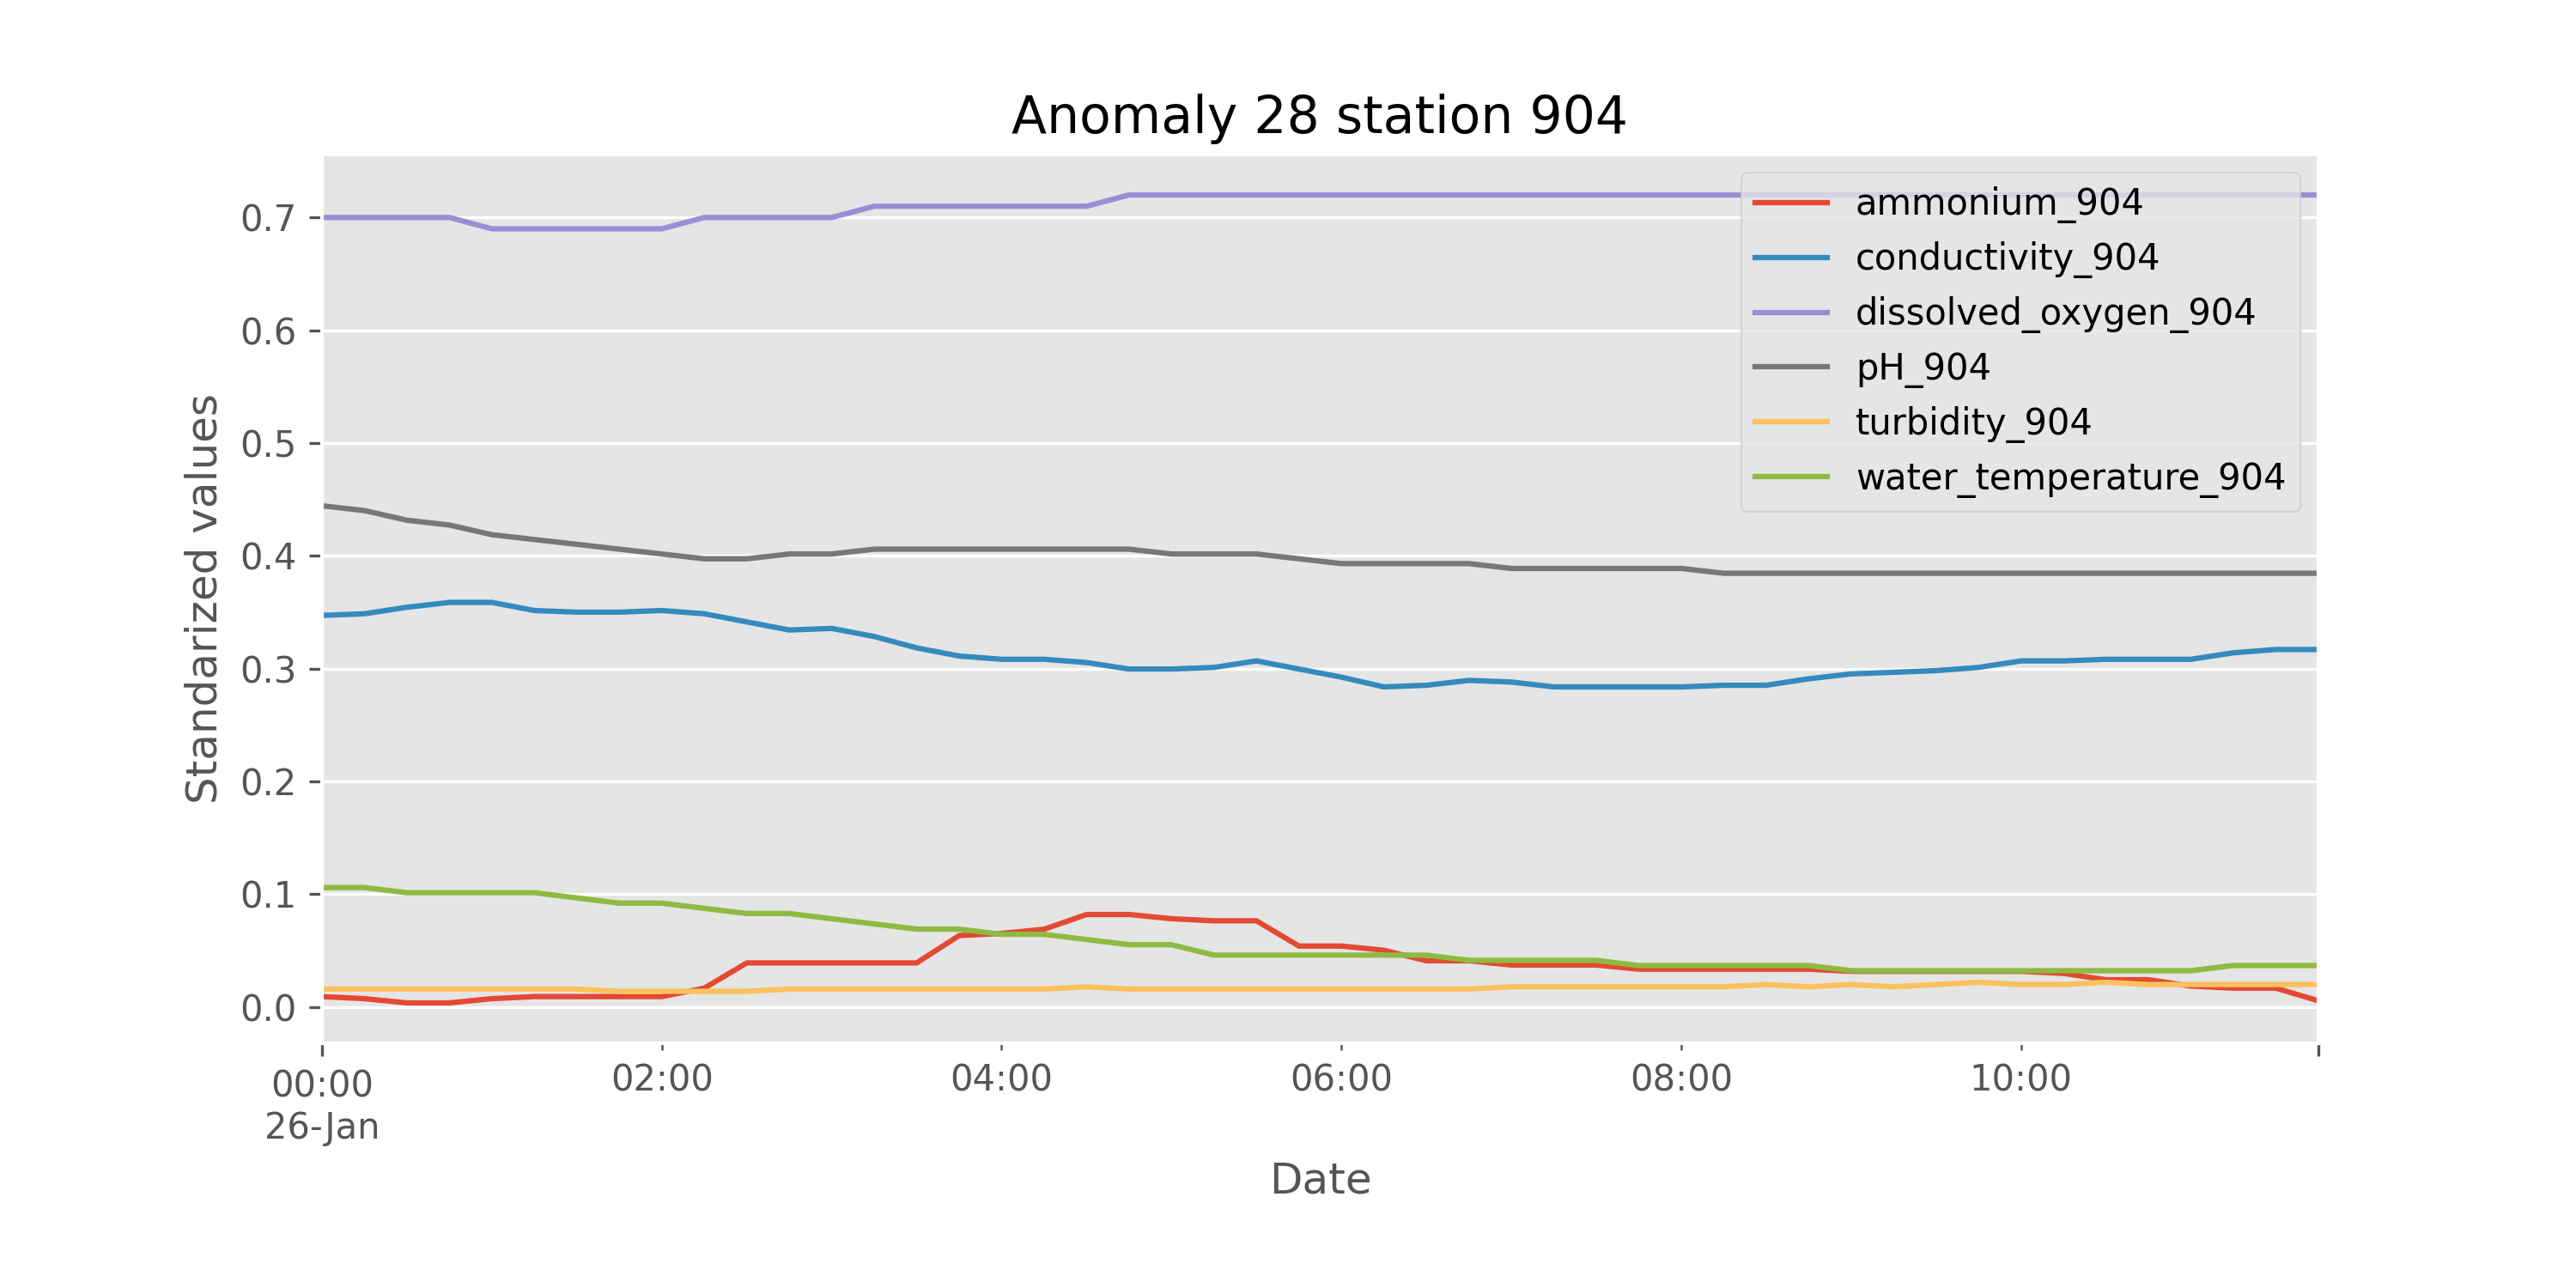 Anomaly 28 station 904
Standarized values
0.7
0.6
0.5
0.4
0.3
0.2
0.1
0.0
ammonium_904
conductivity_904
dissolved_oxygen_904
pH_904
turbidity_904
water_temperature_904
00:00 02:00 04:00 06:00 08:00 10:00
26-Jan
Date